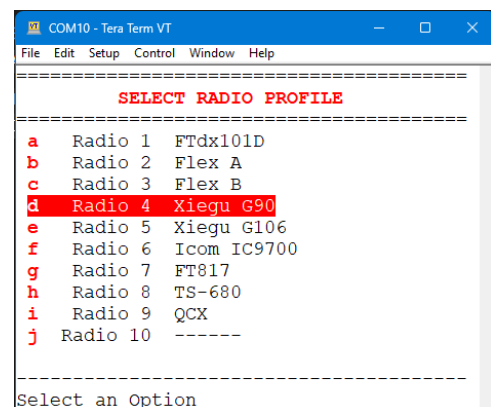 COM10 - Tera Term VT
File Edit Setup Control Window Help
==========================================
SELECT RADIO PROFILE
==========================================
a Radio 1 FTdx101D
b Radio 2 Flex A
c Radio 3 Flex B
d Radio 4 Xiegu G90
e Radio 5 Xiegu G106
f Radio 6 Icom IC9700
g Radio 7 FT817
h Radio 8 TS-680
i Radio 9 QCX
j Radio 10 ------
------------------------------------------
Select an Option